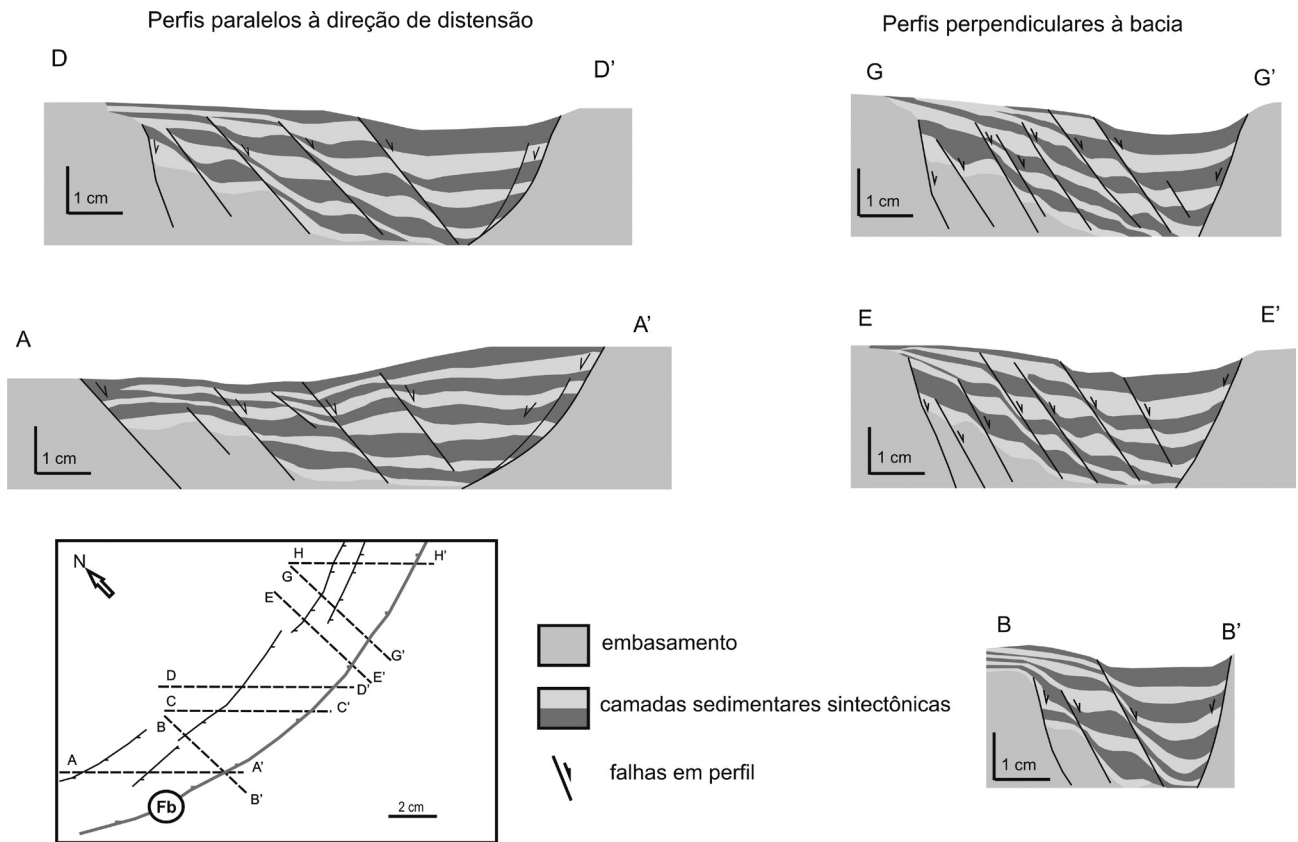 Perfis paralelos à direção de distensão
Perfis perpendiculares à bacia
D
D'
1 cm
G
G'
1 cm
A
A'
1 cm
E
E'
1 cm
N
H
H'
G
E
G'
E'
D
D'
C
C'
B
A
A'
B'
Fb
2 cm
embasamento
camadas sedimentares sintectônicas
falhas em perfil
B
B'
1 cm